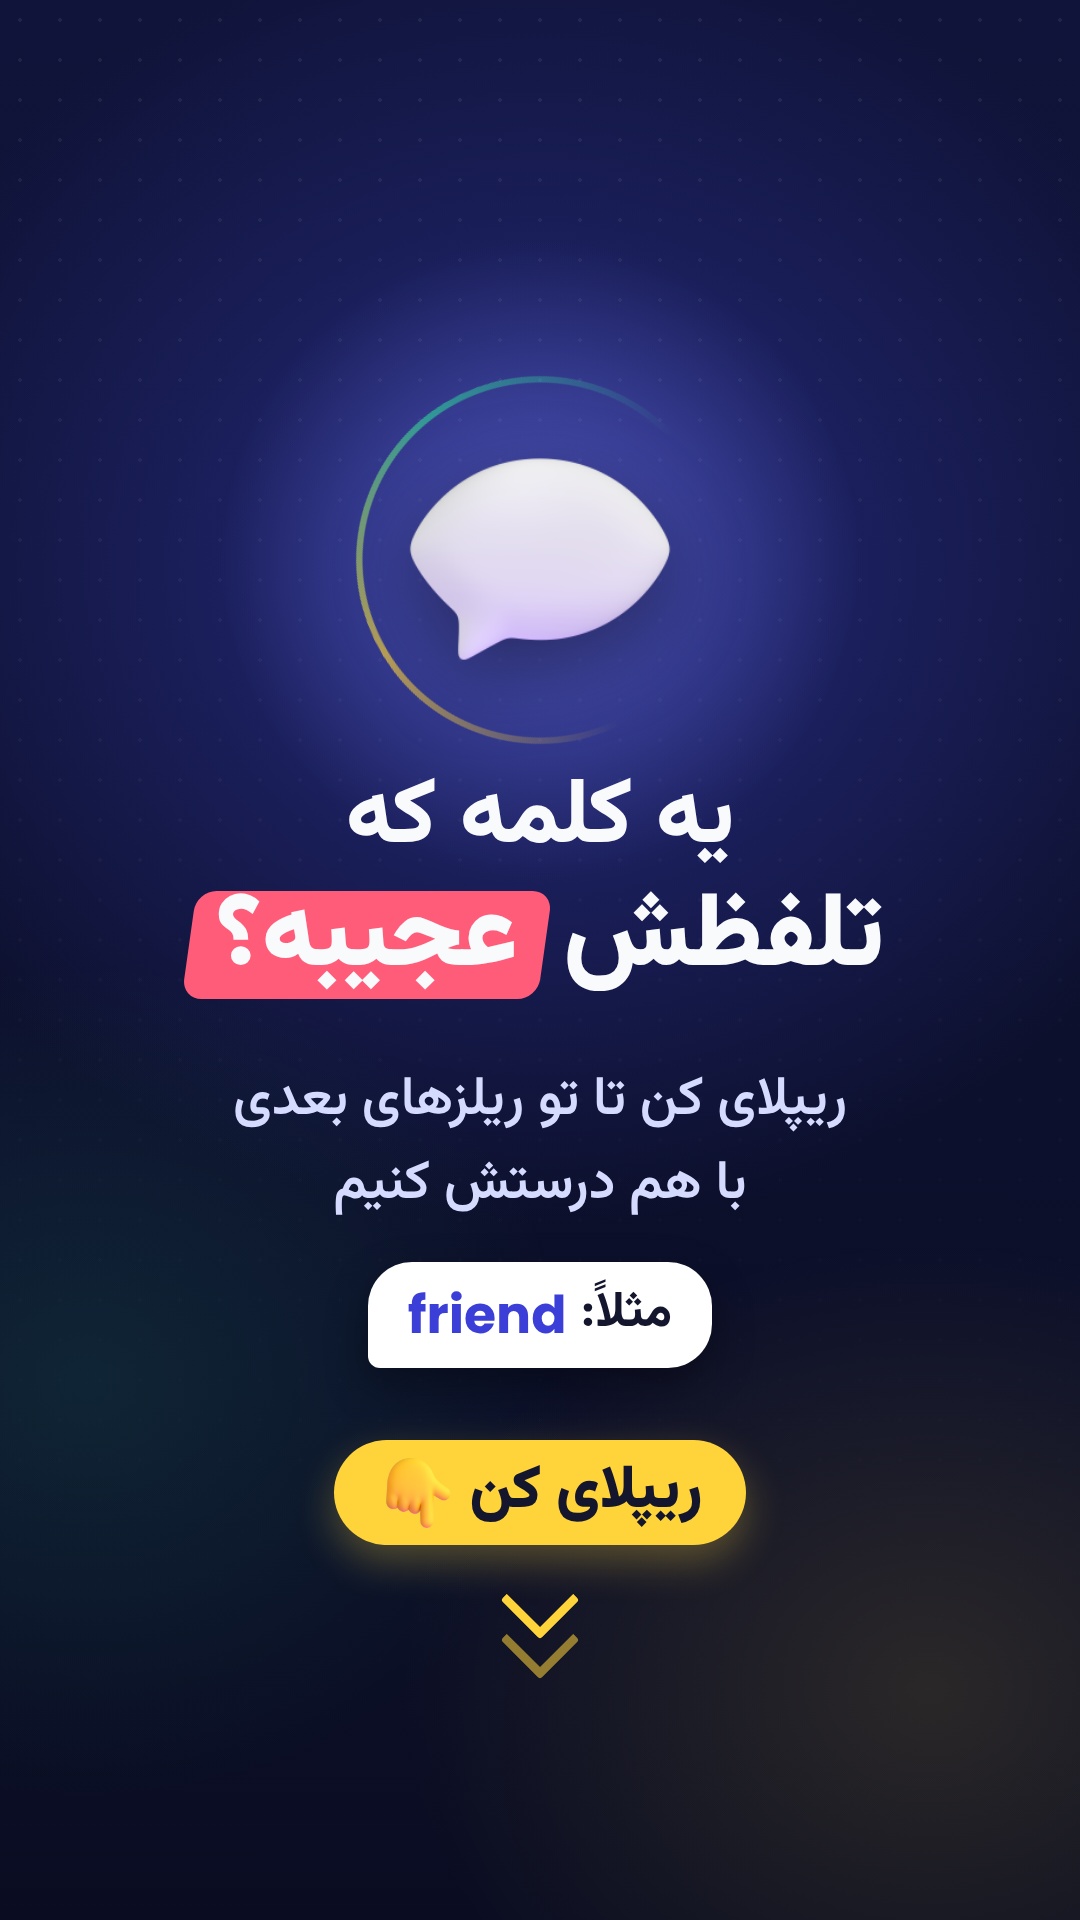 یه کلمه که
تلفظش عجیبه؟
ریپلای کن تا تو ریلزهای بعدی
با هم درستش کنیم
مثلاً: friend
ریپلای کن 👇